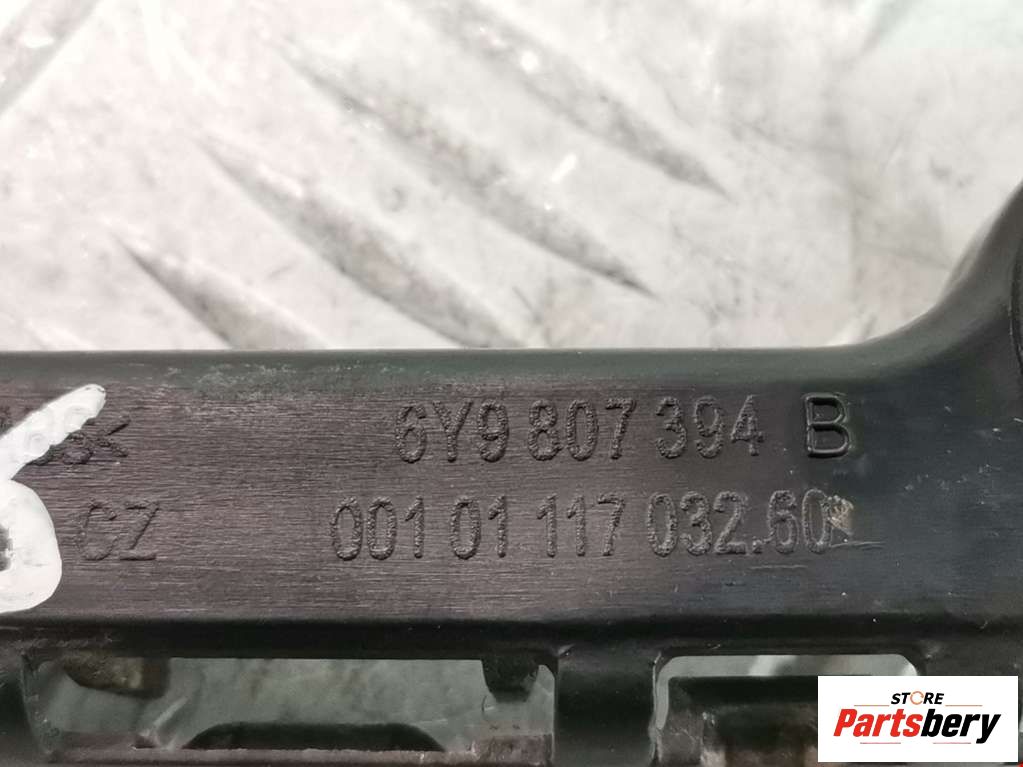 6Y9 807 394 B
CZ 001 01 117 032.60
STORE
Partsbery